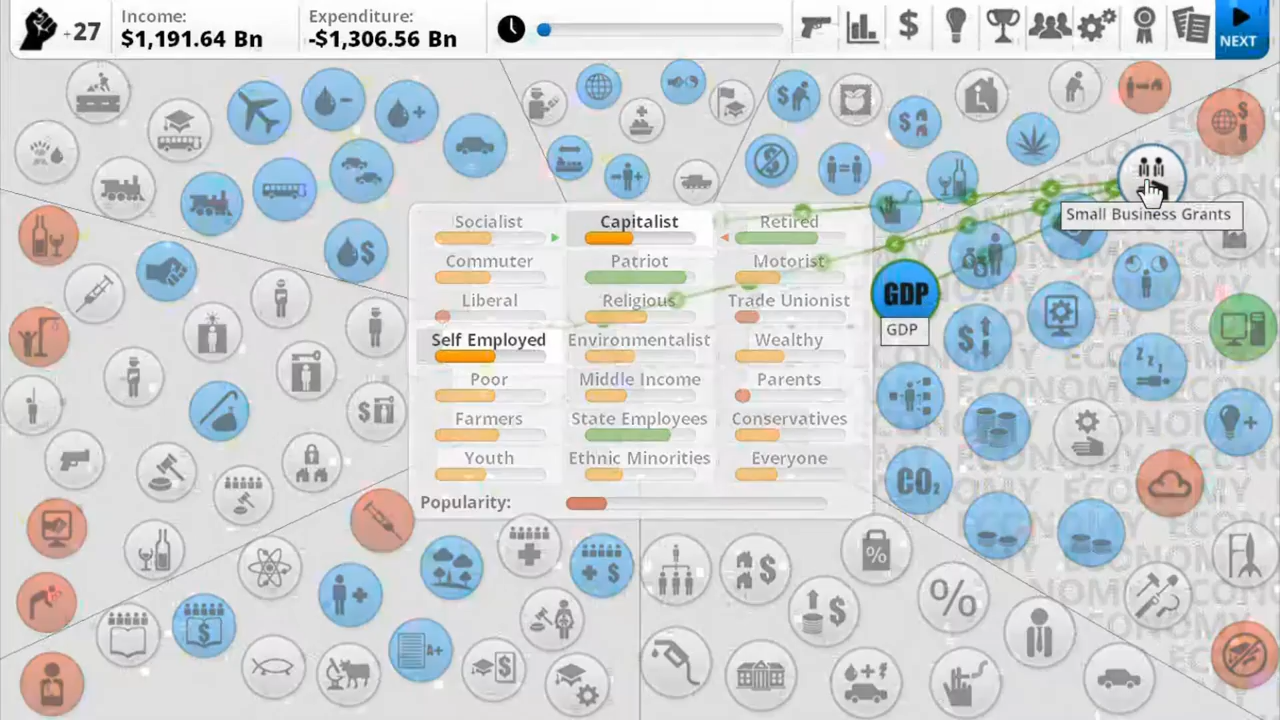 +27
Income:
$1,191.64 Bn
Expenditure:
-$1,306.56 Bn
NEXT
Small Business Grants
GDP
GDP
Socialist
Capitalist
Retired
Commuter
Patriot
Motorist
Liberal
Religious
Trade Unionist
Self Employed
Environmentalist
Wealthy
Poor
Middle Income
Parents
Farmers
State Employees
Conservatives
Youth
Ethnic Minorities
Everyone
Popularity:
CO2
A+
ECONOMY